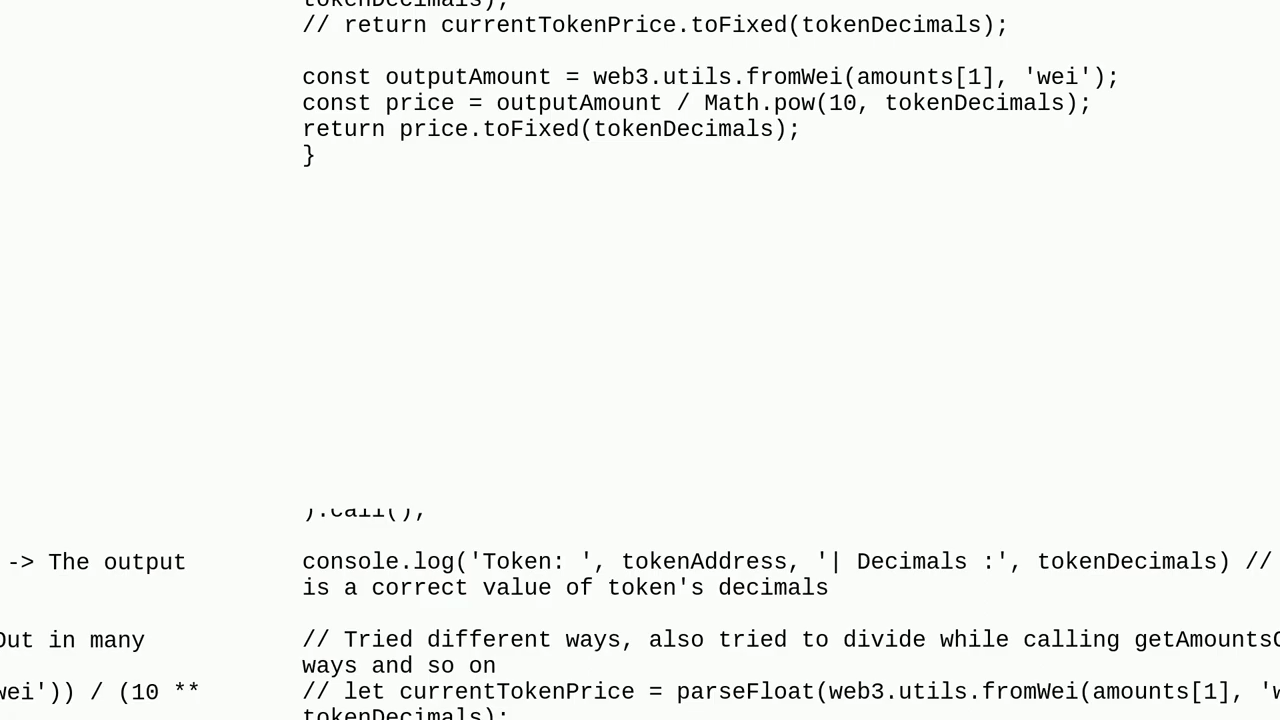 tokenDecimals);
// return currentTokenPrice.toFixed(tokenDecimals);
const outputAmount = web3.utils.fromWei(amounts[1], 'wei');
const price = outputAmount / Math.pow(10, tokenDecimals);
return price.toFixed(tokenDecimals);
}
).call(),
-> The output
console.log('Token: ', tokenAddress, '| Decimals :', tokenDecimals) //
is a correct value of token's decimals
Out in many
// Tried different ways, also tried to divide while calling getAmountsO
ways and so on
wei')) / (10 **
// let currentTokenPrice = parseFloat(web3.utils.fromWei(amounts[1], 'w
tokenDecimals);